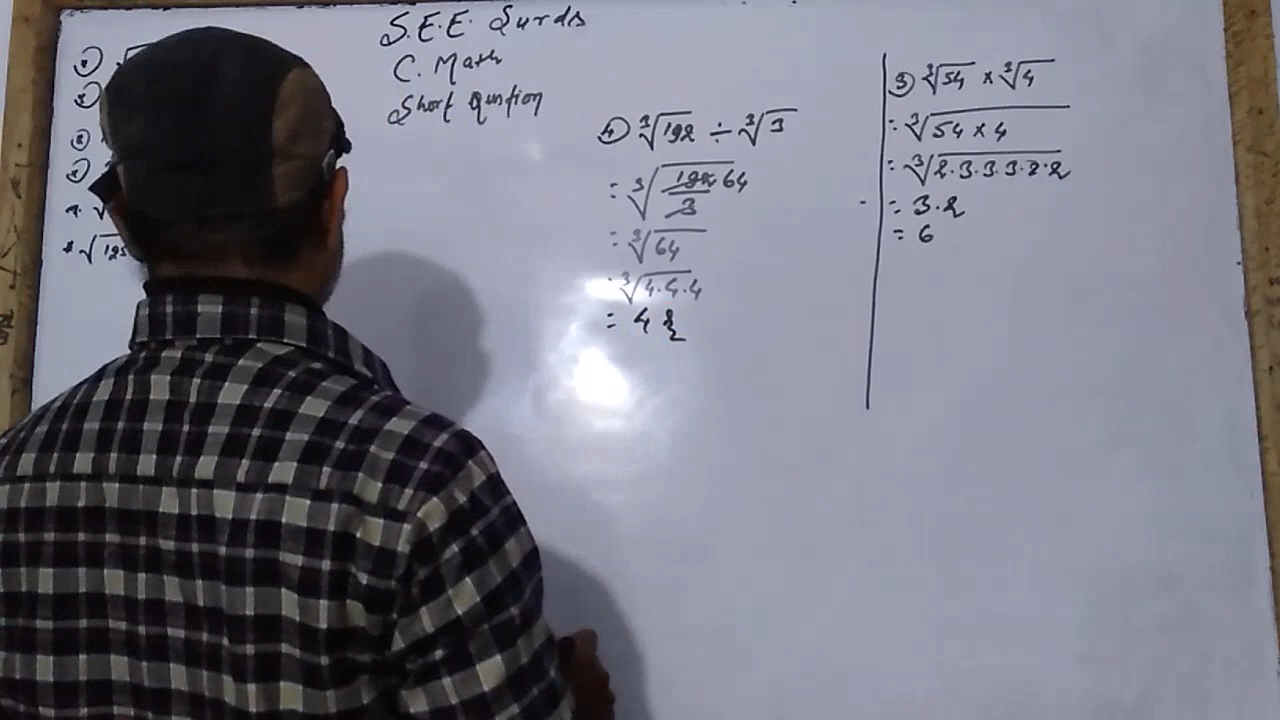 S.E.E. Surds
C. Math
Short qustion
4) ∛192 ÷ ∛3
= ∛(192/3) 64
= ∛64
= ∛4.4.4
= 4
3) ∛54 × ∛4
= ∛54 × 4
= ∛2.3.3.3.2.2
= 3.2
= 6